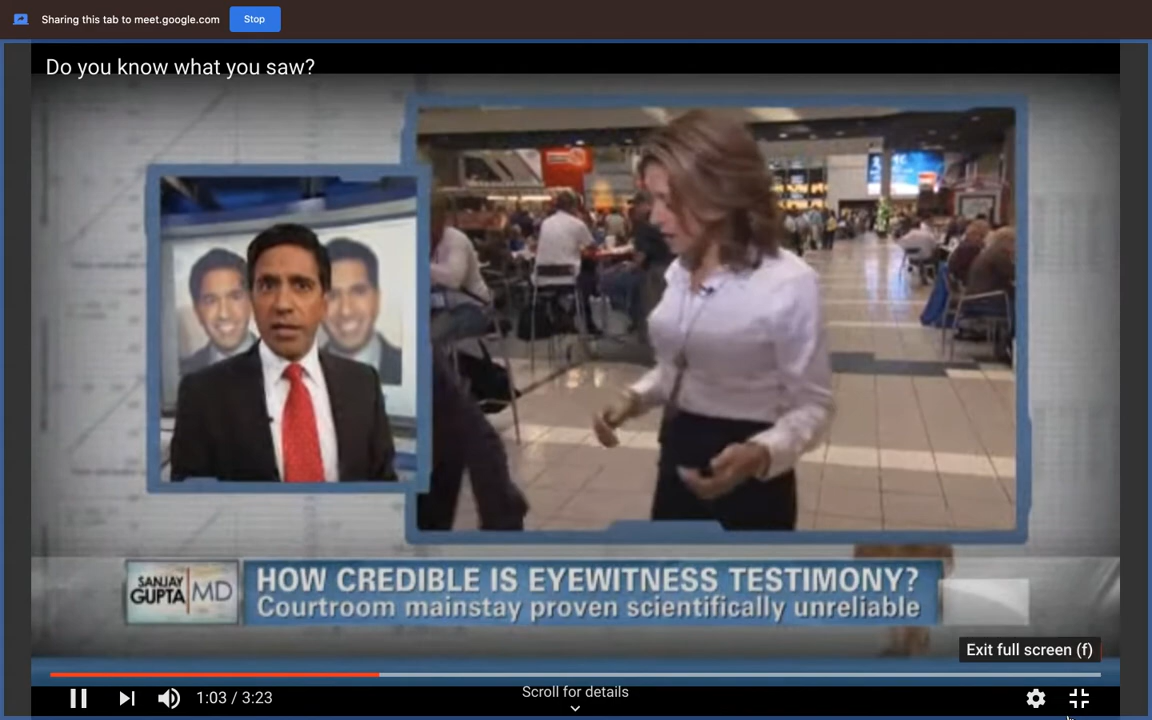 Sharing this tab to meet.google.com
Stop
Do you know what you saw?
SANJAY
GUPTA MD
HOW CREDIBLE IS EYEWITNESS TESTIMONY?
Courtroom mainstay proven scientifically unreliable
Exit full screen (f)
1:03 / 3:23
Scroll for details